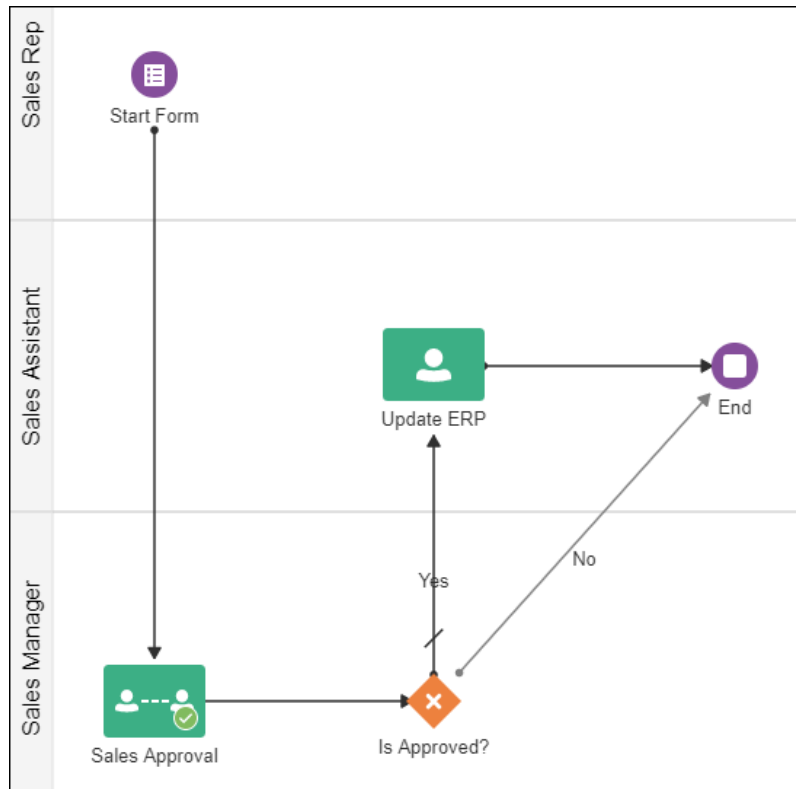 Sales Rep
Start Form
Sales Assistant
Update ERP
End
Sales Manager
Yes
No
Sales Approval
Is Approved?